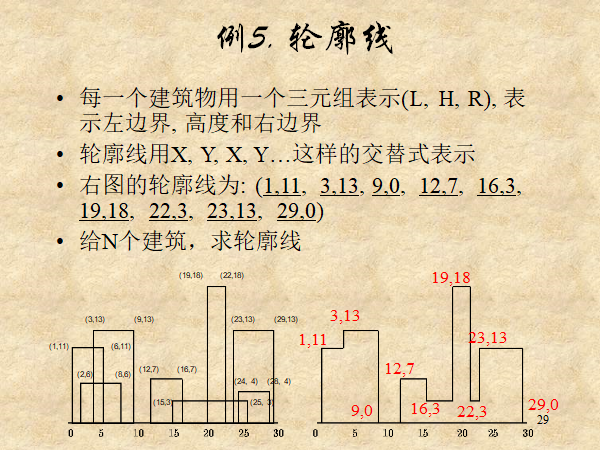 例5. 轮廓线
• 每一个建筑物用一个三元组表示(L, H, R), 表
示左边界, 高度和右边界
• 轮廓线用X, Y, X, Y…这样的交替式表示
• 右图的轮廓线为: (1,11, 3,13, 9,0, 12,7, 16,3,
19,18, 22,3, 23,13, 29,0)
• 给N个建筑，求轮廓线
(19,18) (22,18)
(3,13) (9,13) (23,13) (29,13)
(1,11) (6,11)
(2,6) (8,6) (12,7) (16,7) (24, 4) (28, 4)
(15,3) (25, 3)
0 5 10 15 20 25 30
19,18
3,13
1,11 23,13
12,7
9,0 16,3 22,3 29,0
29
0 5 10 15 20 25 30